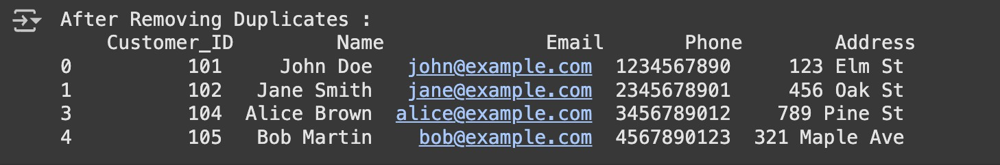 After Removing Duplicates :
Customer_ID Name Email Phone Address
0 101 John Doe john@example.com 1234567890 123 Elm St
1 102 Jane Smith jane@example.com 2345678901 456 Oak St
3 104 Alice Brown alice@example.com 3456789012 789 Pine St
4 105 Bob Martin bob@example.com 4567890123 321 Maple Ave